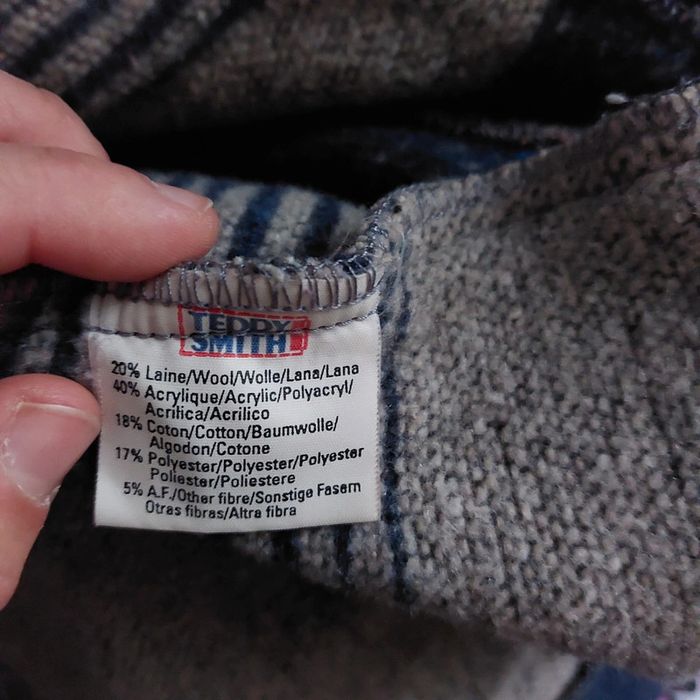 TEDDY
SMITH
20% Laine/Wool/Wolle/Lana/Lana
40% Acrylique/Acrylic/Polyacryl/
Acrilica/Acrilico
18% Coton/Cotton/Baumwolle/
Algodon/Cotone
17% Polyester/Polyester/Polyester
Poliester/Poliestere
5% A.F./Other fibre/Sonstige Fasern
Otras fibras/Altra fibra